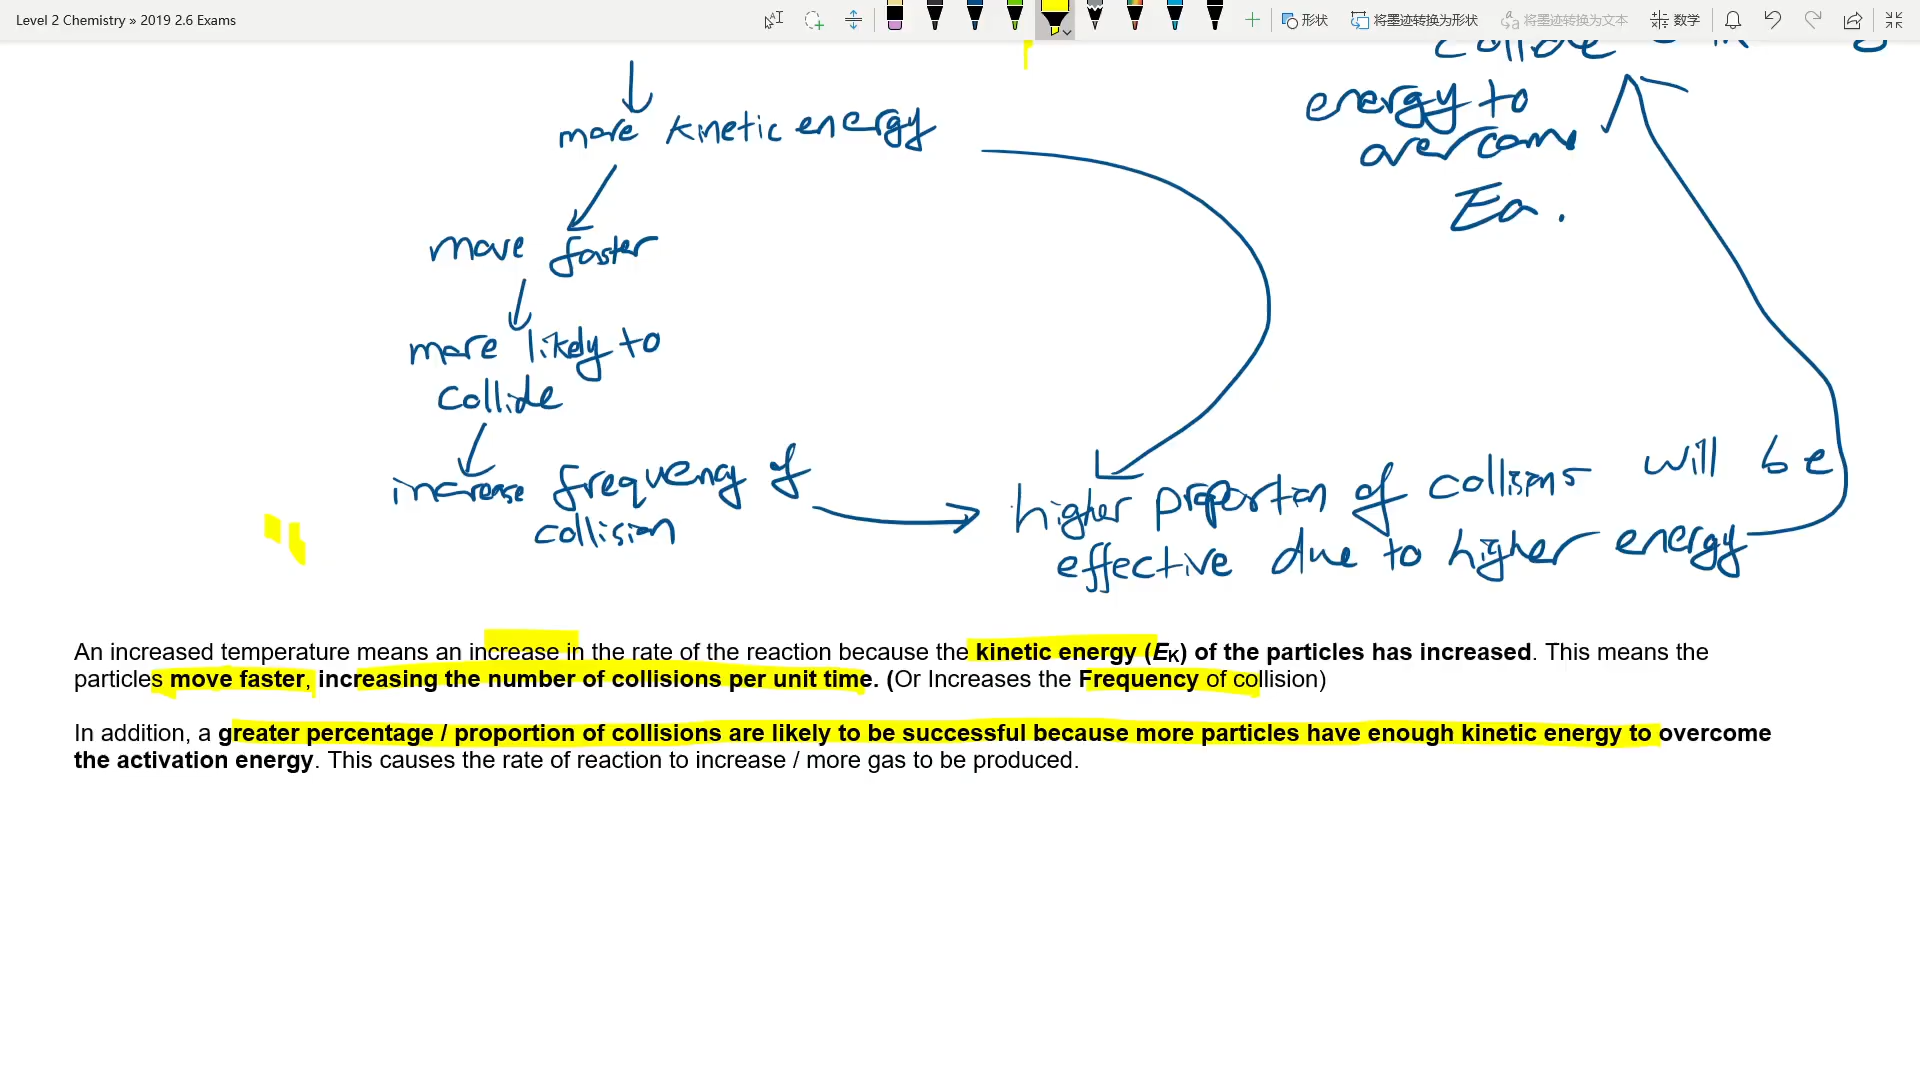 Level 2 Chemistry » 2019 2.6 Exams
形状
将墨迹转换为形状
将墨迹转换为文本
数学
collide
energy to
overcome
Ea.
more kinetic energy
move faster
more likely to
collide
increase frequency of
collision
higher proportion of collisions will be
effective due to higher energy
An increased temperature means an increase in the rate of the reaction because the kinetic energy (EK) of the particles has increased. This means the
particles move faster, increasing the number of collisions per unit time. (Or Increases the Frequency of collision)
In addition, a greater percentage / proportion of collisions are likely to be successful because more particles have enough kinetic energy to overcome
the activation energy. This causes the rate of reaction to increase / more gas to be produced.